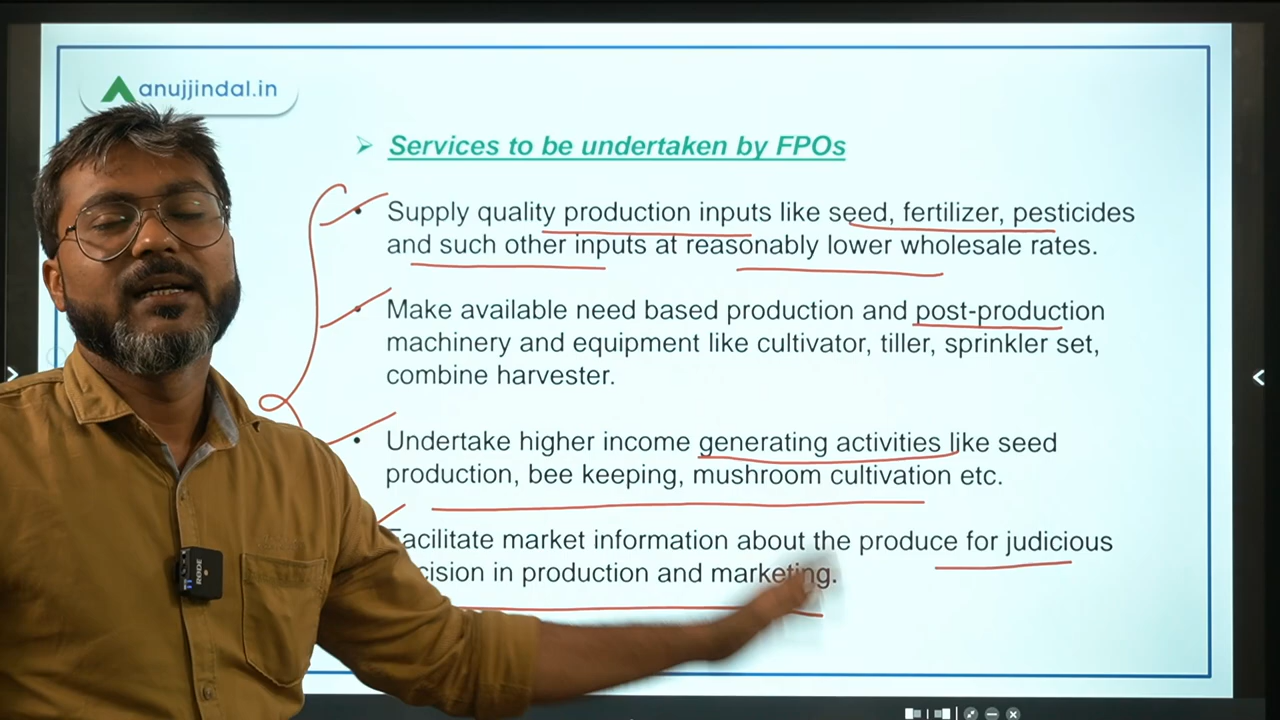 anujjindal.in
Services to be undertaken by FPOs
Supply quality production inputs like seed, fertilizer, pesticides
and such other inputs at reasonably lower wholesale rates.
Make available need based production and post-production
machinery and equipment like cultivator, tiller, sprinkler set,
combine harvester.
Undertake higher income generating activities like seed
production, bee keeping, mushroom cultivation etc.
Facilitate market information about the produce for judicious
cision in production and marketing.
RODE